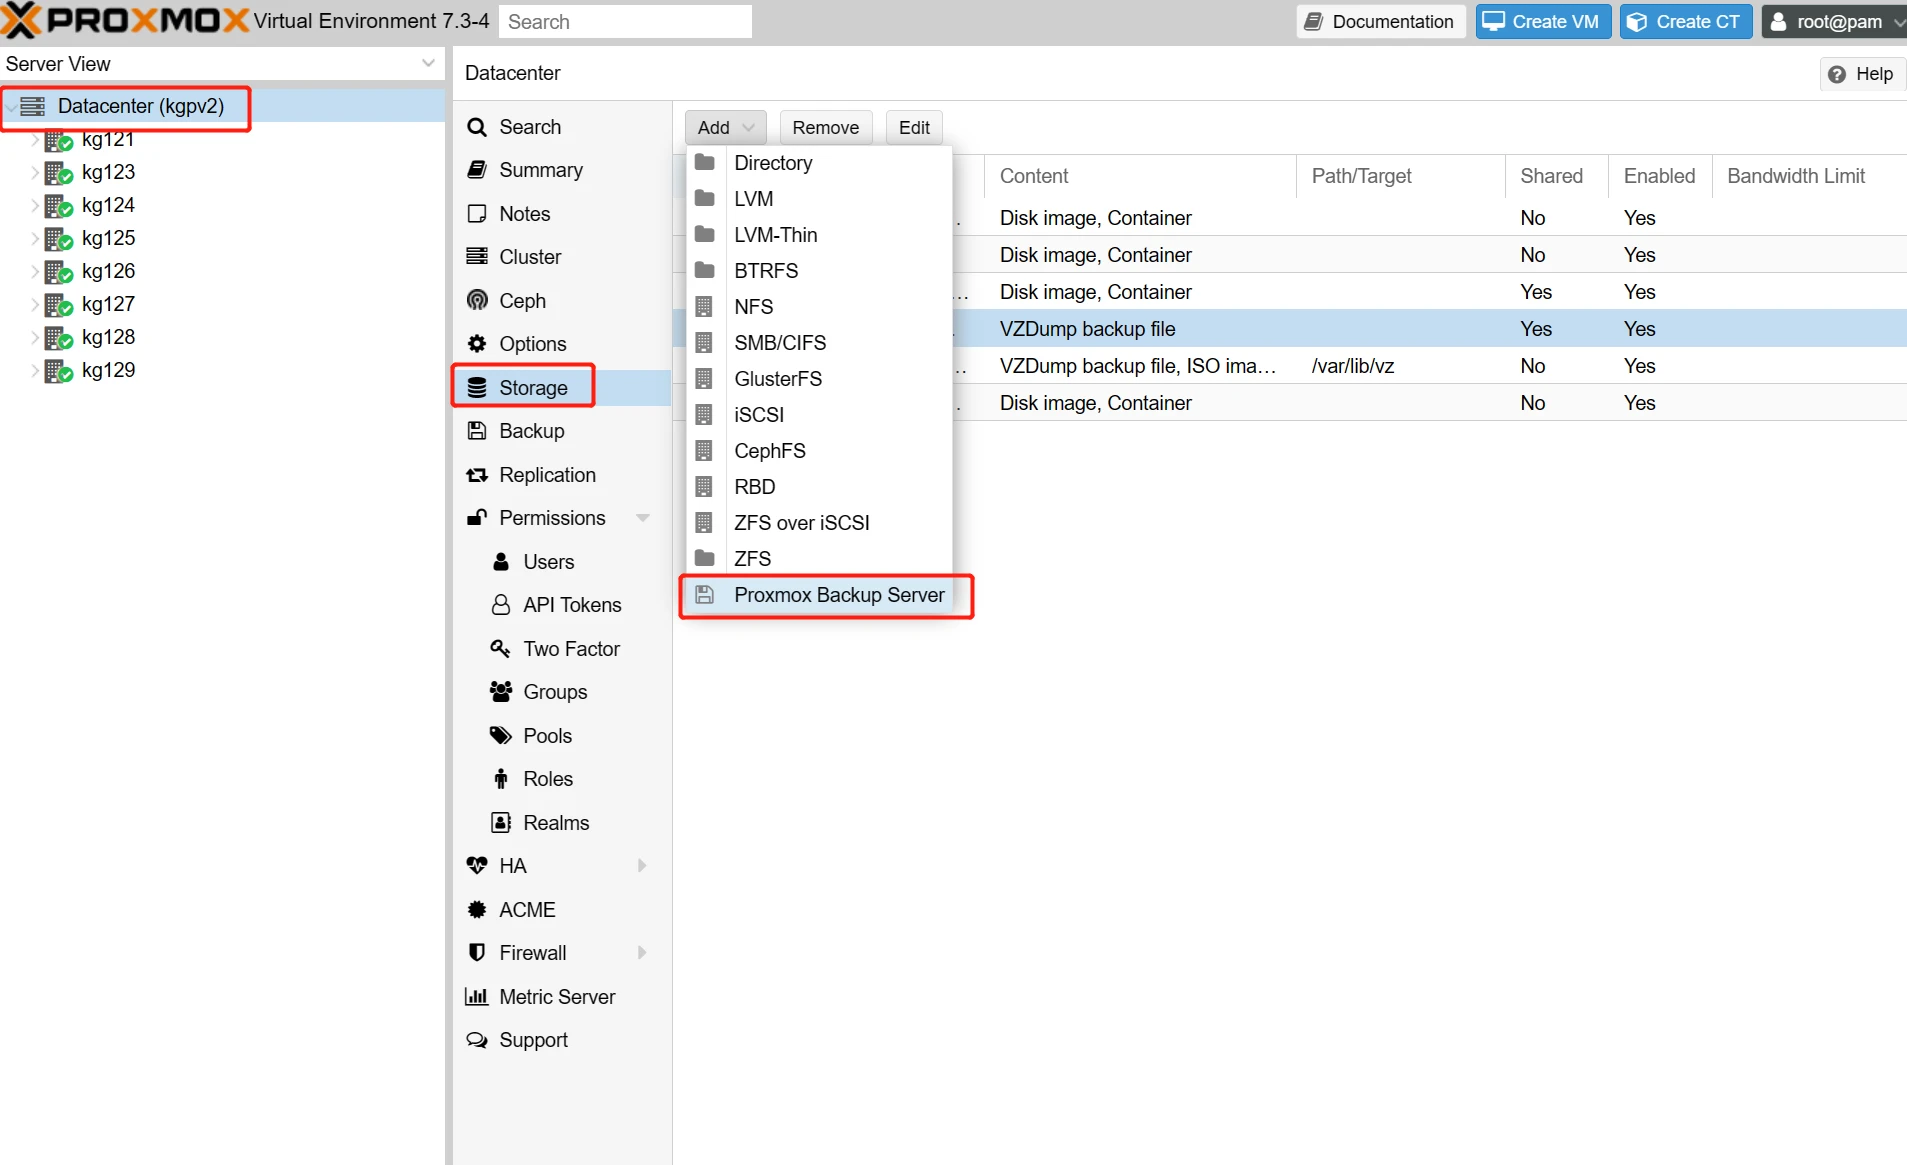 PROXMOX Virtual Environment 7.3-4 Search Documentation Create VM Create CT root@pam
Server View
Datacenter (kgpv2)
kg121
kg123
kg124
kg125
kg126
kg127
kg128
kg129
Datacenter Help
Search
Summary
Notes
Cluster
Ceph
Options
Storage
Backup
Replication
Permissions
Users
API Tokens
Two Factor
Groups
Pools
Roles
Realms
HA
ACME
Firewall
Metric Server
Support
Add Remove Edit
Directory
LVM
LVM-Thin
BTRFS
NFS
SMB/CIFS
GlusterFS
iSCSI
CephFS
RBD
ZFS over iSCSI
ZFS
Proxmox Backup Server
Content Path/Target Shared Enabled Bandwidth Limit
. Disk image, Container No Yes
Disk image, Container No Yes
... Disk image, Container Yes Yes
. VZDump backup file Yes Yes
.. VZDump backup file, ISO ima... /var/lib/vz No Yes
. Disk image, Container No Yes